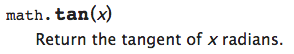 math.tan(x)
Return the tangent of x radians.